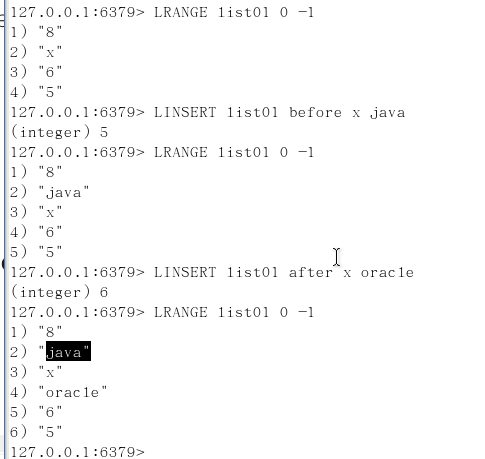 127.0.0.1:6379> LRANGE list01 0 -1
1) "8"
2) "x"
3) "6"
4) "5"
127.0.0.1:6379> LINSERT list01 before x java
(integer) 5
127.0.0.1:6379> LRANGE list01 0 -1
1) "8"
2) "java"
3) "x"
4) "6"
5) "5"
127.0.0.1:6379> LINSERT list01 after x oracle
(integer) 6
127.0.0.1:6379> LRANGE list01 0 -1
1) "8"
2) "java"
3) "x"
4) "oracle"
5) "6"
6) "5"
127.0.0.1:6379>